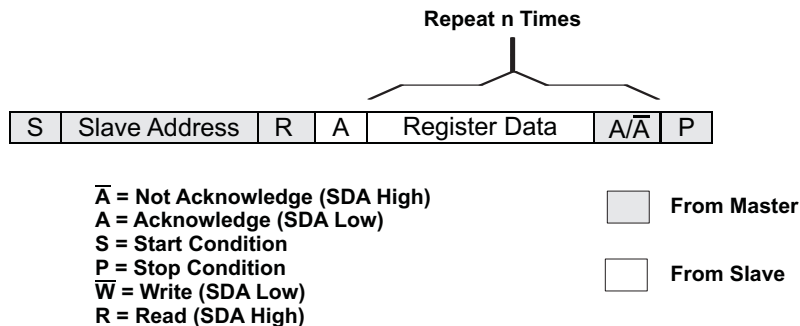 Repeat n Times
S Slave Address R A Register Data A/A̅ P
A̅ = Not Acknowledge (SDA High)
A = Acknowledge (SDA Low)
S = Start Condition
P = Stop Condition
W̅ = Write (SDA Low)
R = Read (SDA High)
From Master
From Slave